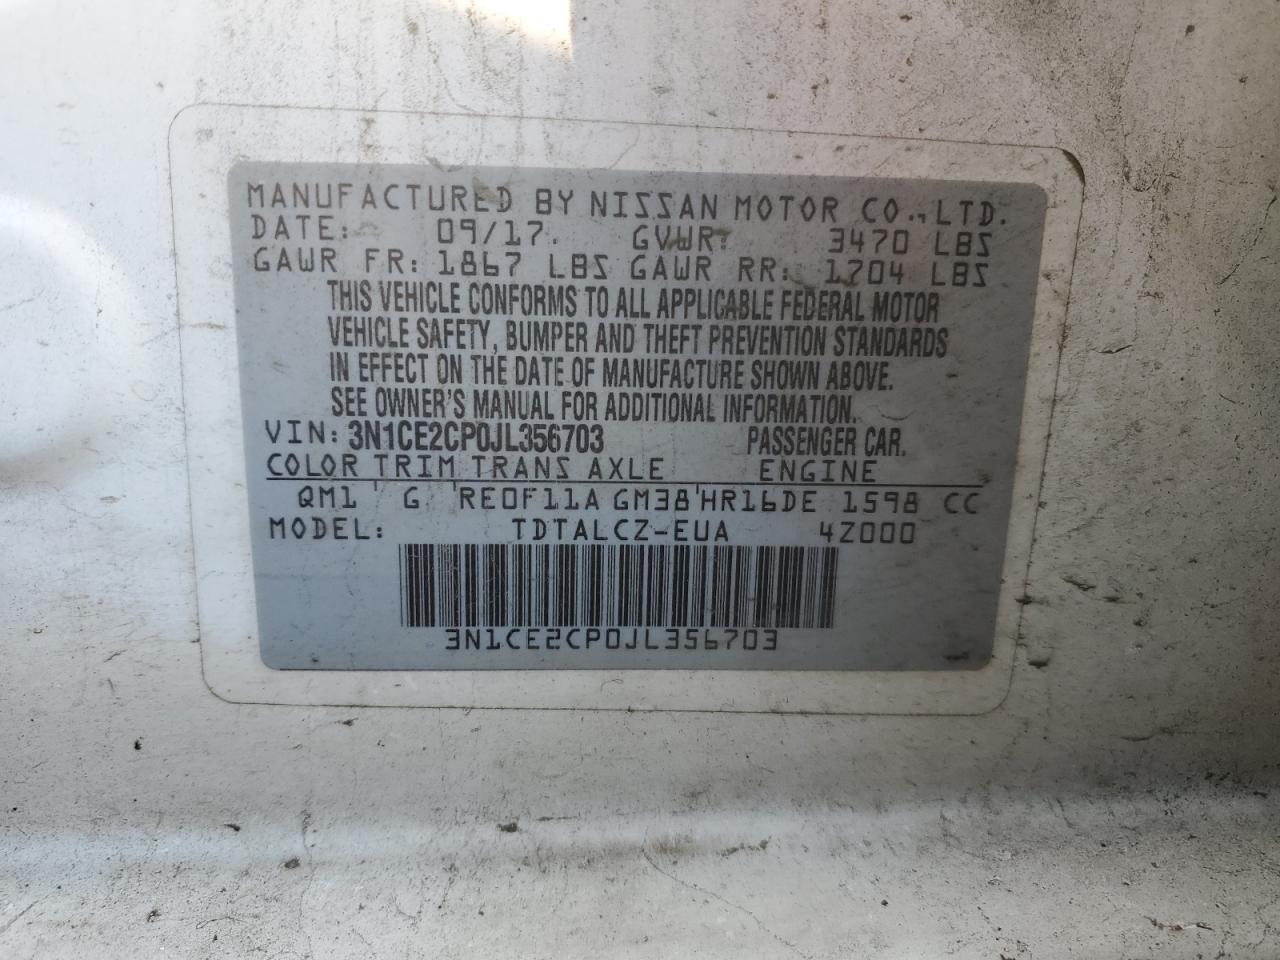 MANUFACTURED BY NISSAN MOTOR CO., LTD.
DATE: 09/17. GVWR: 3470 LBS
GAWR FR: 1867 LBS GAWR RR: 1704 LBS
THIS VEHICLE CONFORMS TO ALL APPLICABLE FEDERAL MOTOR
VEHICLE SAFETY, BUMPER AND THEFT PREVENTION STANDARDS
IN EFFECT ON THE DATE OF MANUFACTURE SHOWN ABOVE.
SEE OWNER'S MANUAL FOR ADDITIONAL INFORMATION.
VIN: 3N1CE2CP0JL356703 PASSENGER CAR.
COLOR TRIM TRANS AXLE ENGINE
QM1 ' G ' RE0F11A GM38 ' HR16DE 1598 CC
MODEL: TDTALCZ-EUA 4Z000
3N1CE2CP0JL356703